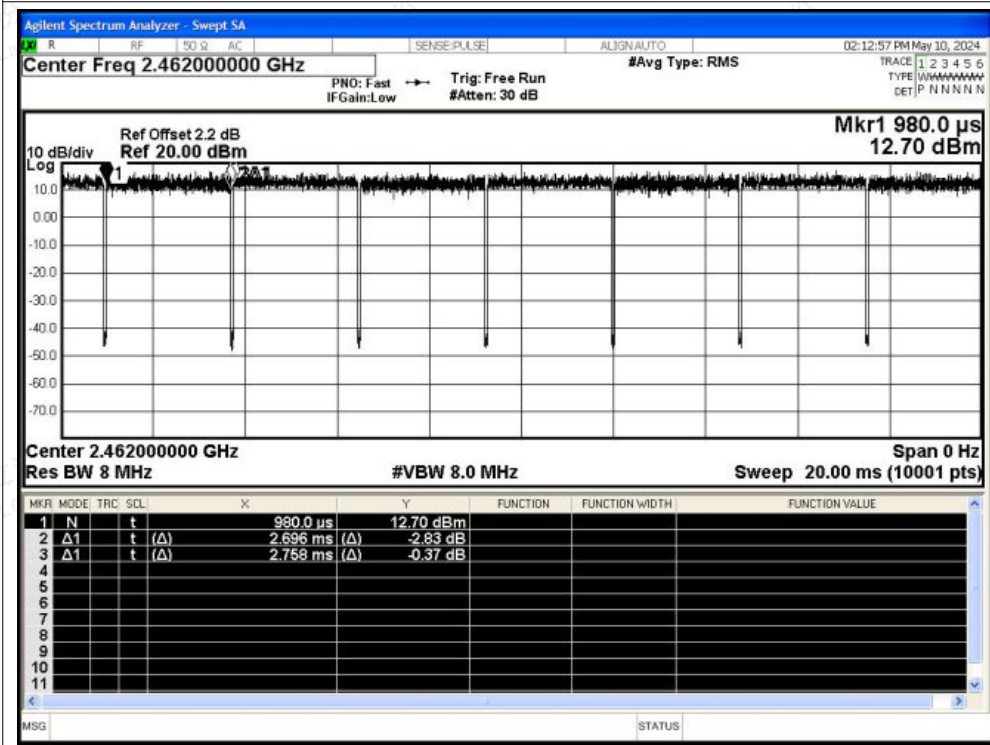 Agilent Spectrum Analyzer - Swept SA
LXI R RF 50 Ω AC SENSE:PULSE ALIGN AUTO 02:12:57 PM May 10, 2024
Center Freq 2.462000000 GHz #Avg Type: RMS TRACE 1 2 3 4 5 6
PNO: Fast Trig: Free Run TYPE
IFGain:Low #Atten: 30 dB DET P N N N N N
Mkr1 980.0 µs
Ref Offset 2.2 dB
10 dB/div Ref 20.00 dBm 12.70 dBm
Log
1
10.0
0.00
-10.0
-20.0
-30.0
-40.0
-50.0
-60.0
-70.0
Center 2.462000000 GHz Span 0 Hz
Res BW 8 MHz #VBW 8.0 MHz Sweep 20.00 ms (10001 pts)
MKR MODE TRC SCL X Y FUNCTION FUNCTION WIDTH FUNCTION VALUE
1 N t 980.0 µs 12.70 dBm
2 Δ1 t (Δ) 2.696 ms (Δ) -2.83 dB
3 Δ1 t (Δ) 2.758 ms (Δ) -0.37 dB
4
5
6
7
8
9
10
11
MSG STATUS